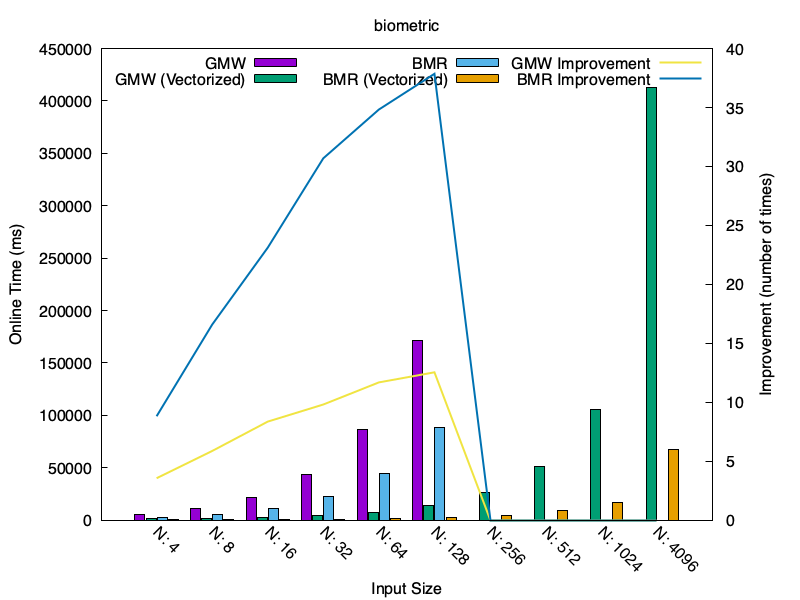 biometric
GMW BMR GMW Improvement
GMW (Vectorized) BMR (Vectorized) BMR Improvement
450000
400000
350000
300000
250000
200000
150000
100000
50000
0
40
35
30
25
20
15
10
5
0
Online Time (ms)
Improvement (number of times)
N: 4
N: 8
N: 16
N: 32
N: 64
N: 128
N: 256
N: 512
N: 1024
N: 4096
Input Size